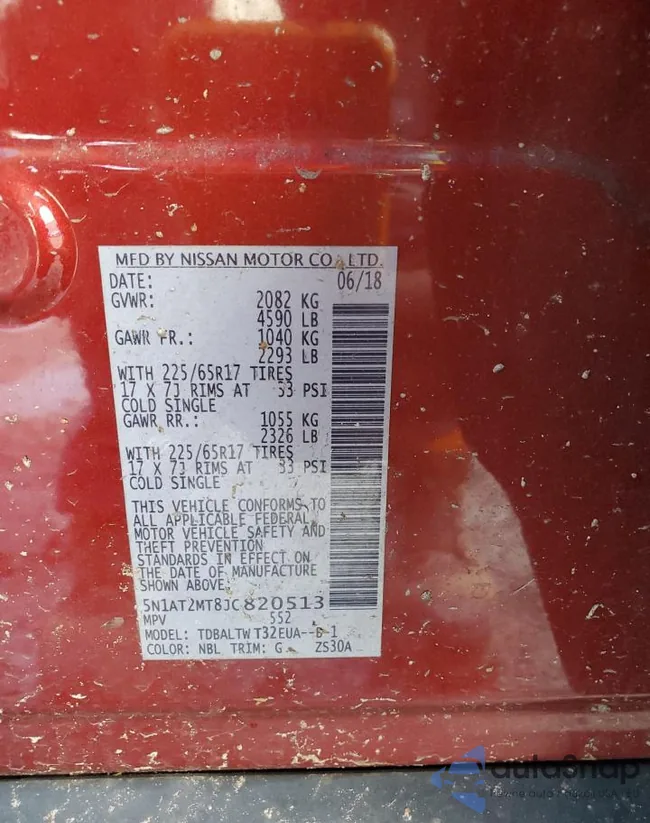 MFD BY NISSAN MOTOR CO., LTD.
DATE: 06/18
GVWR: 2082 KG
4590 LB
GAWR FR.: 1040 KG
2293 LB
WITH 225/65R17 TIRES
17 X 7J RIMS AT 33 PSI
COLD SINGLE
GAWR RR.: 1055 KG
2326 LB
WITH 225/65R17 TIRES
17 X 7J RIMS AT 33 PSI
COLD SINGLE
THIS VEHICLE CONFORMS TO
ALL APPLICABLE FEDERAL
MOTOR VEHICLE SAFETY AND
THEFT PREVENTION
STANDARDS IN EFFECT ON
THE DATE OF MANUFACTURE
SHOWN ABOVE.
5N1AT2MT8JC820513
MPV 552
MODEL: TDBALTW T32EUA-- -1
COLOR: NBL TRIM: G ZS30A
autoSnap